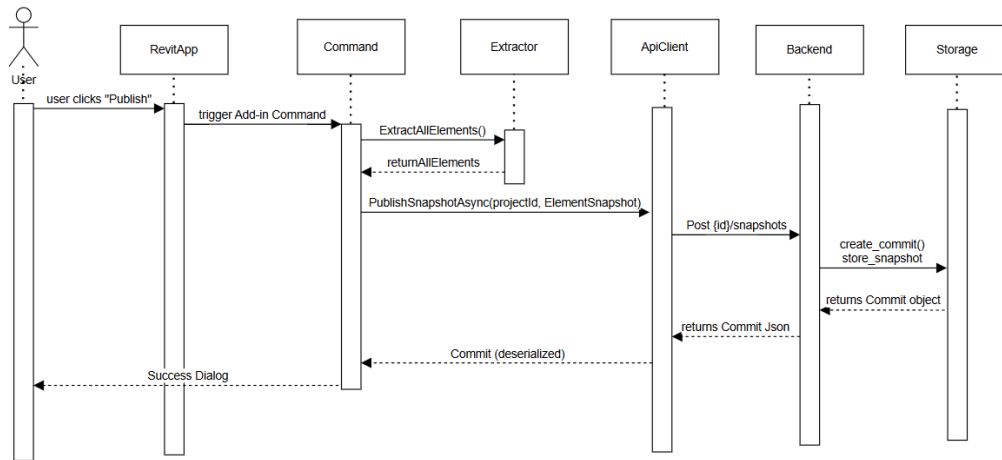 RevitApp
Command
Extractor
ApiClient
Backend
Storage
User
user clicks "Publish"
trigger Add-in Command
ExtractAllElements()
returnAllElements
PublishSnapshotAsync(projectId, ElementSnapshot)
Post {id}/snapshots
create_commit()
store_snapshot
returns Commit object
returns Commit Json
Commit (deserialized)
Success Dialog